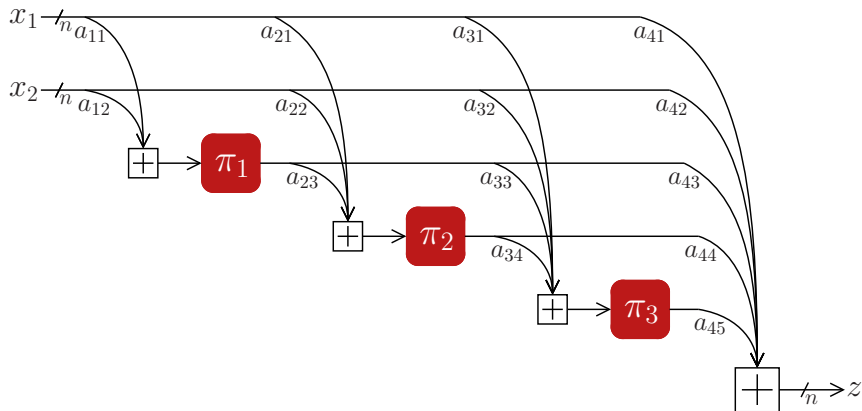 x₁ n a₁₁ a₂₁ a₃₁ a₄₁
x₂ n a₁₂ a₂₂ a₃₂ a₄₂
π₁ a₂₃ a₃₃ a₄₃
π₂ a₃₄ a₄₄
π₃ a₄₅
n z